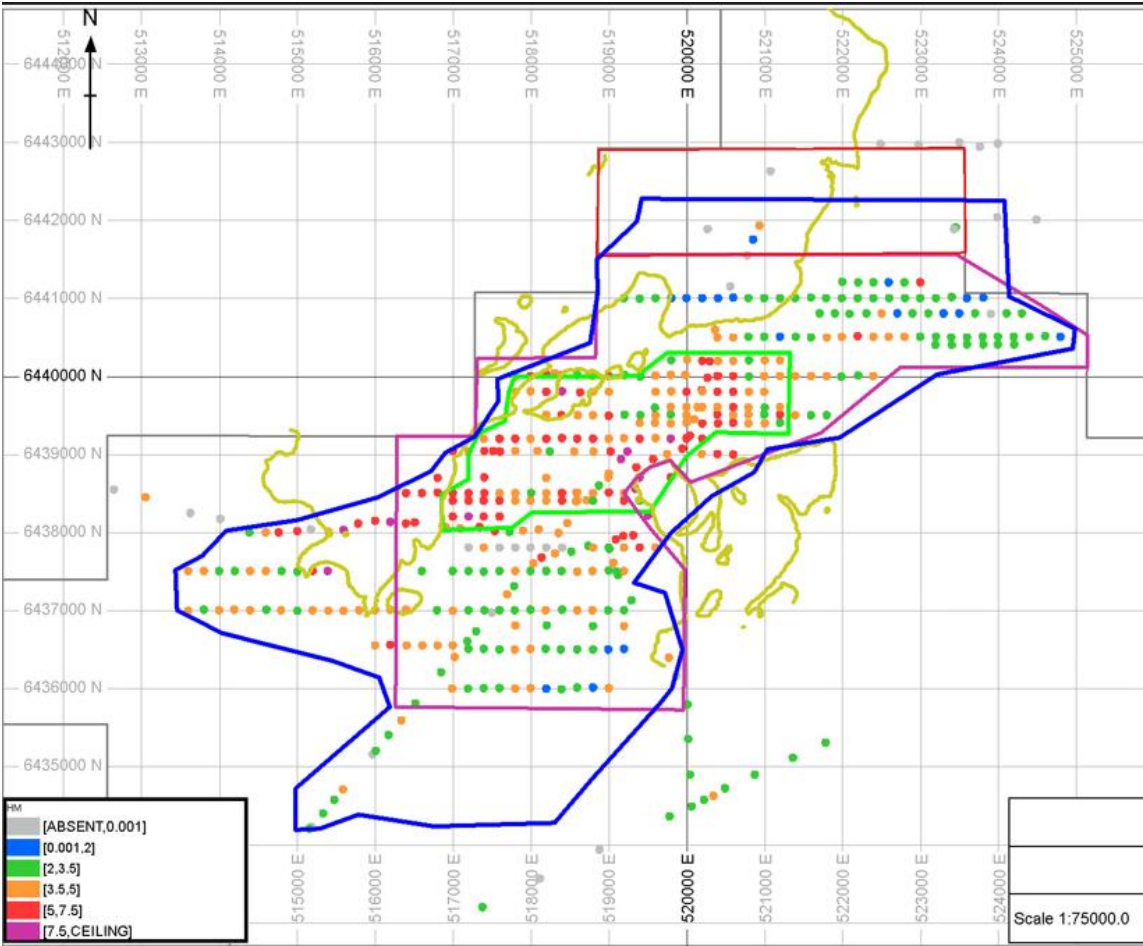 N
512000 E
513000 E
514000 E
515000 E
516000 E
517000 E
518000 E
519000 E
520000 E
521000 E
522000 E
523000 E
524000 E
525000 E
6444000 N
6443000 N
6442000 N
6441000 N
6440000 N
6439000 N
6438000 N
6437000 N
6436000 N
6435000 N
HM
[ABSENT,0.001]
[0.001,2]
[2,3.5]
[3.5,5]
[5,7.5]
[7.5,CEILING]
515000 E
516000 E
517000 E
518000 E
519000 E
520000 E
521000 E
522000 E
523000 E
524000 E
Scale 1:75000.0